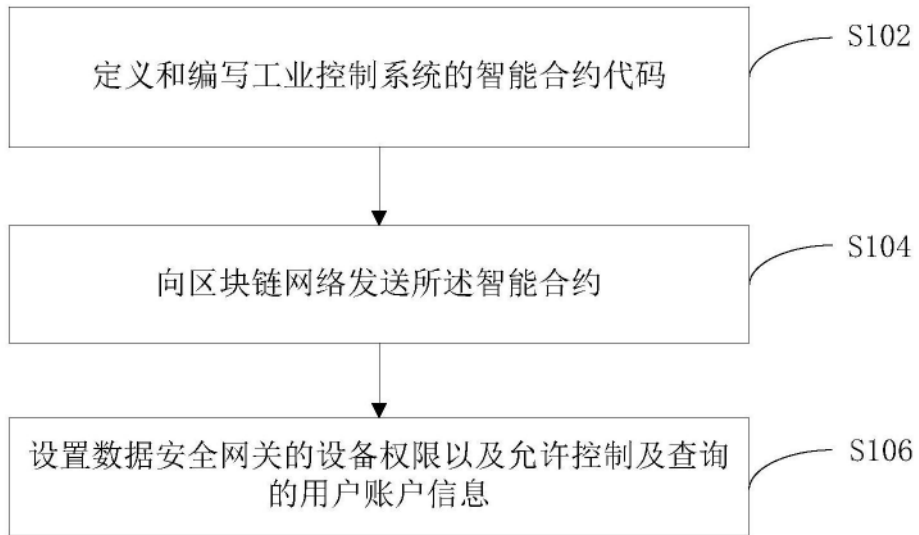 定义和编写工业控制系统的智能合约代码
S102
向区块链网络发送所述智能合约
S104
设置数据安全网关的设备权限以及允许控制及查询
的用户账户信息
S106